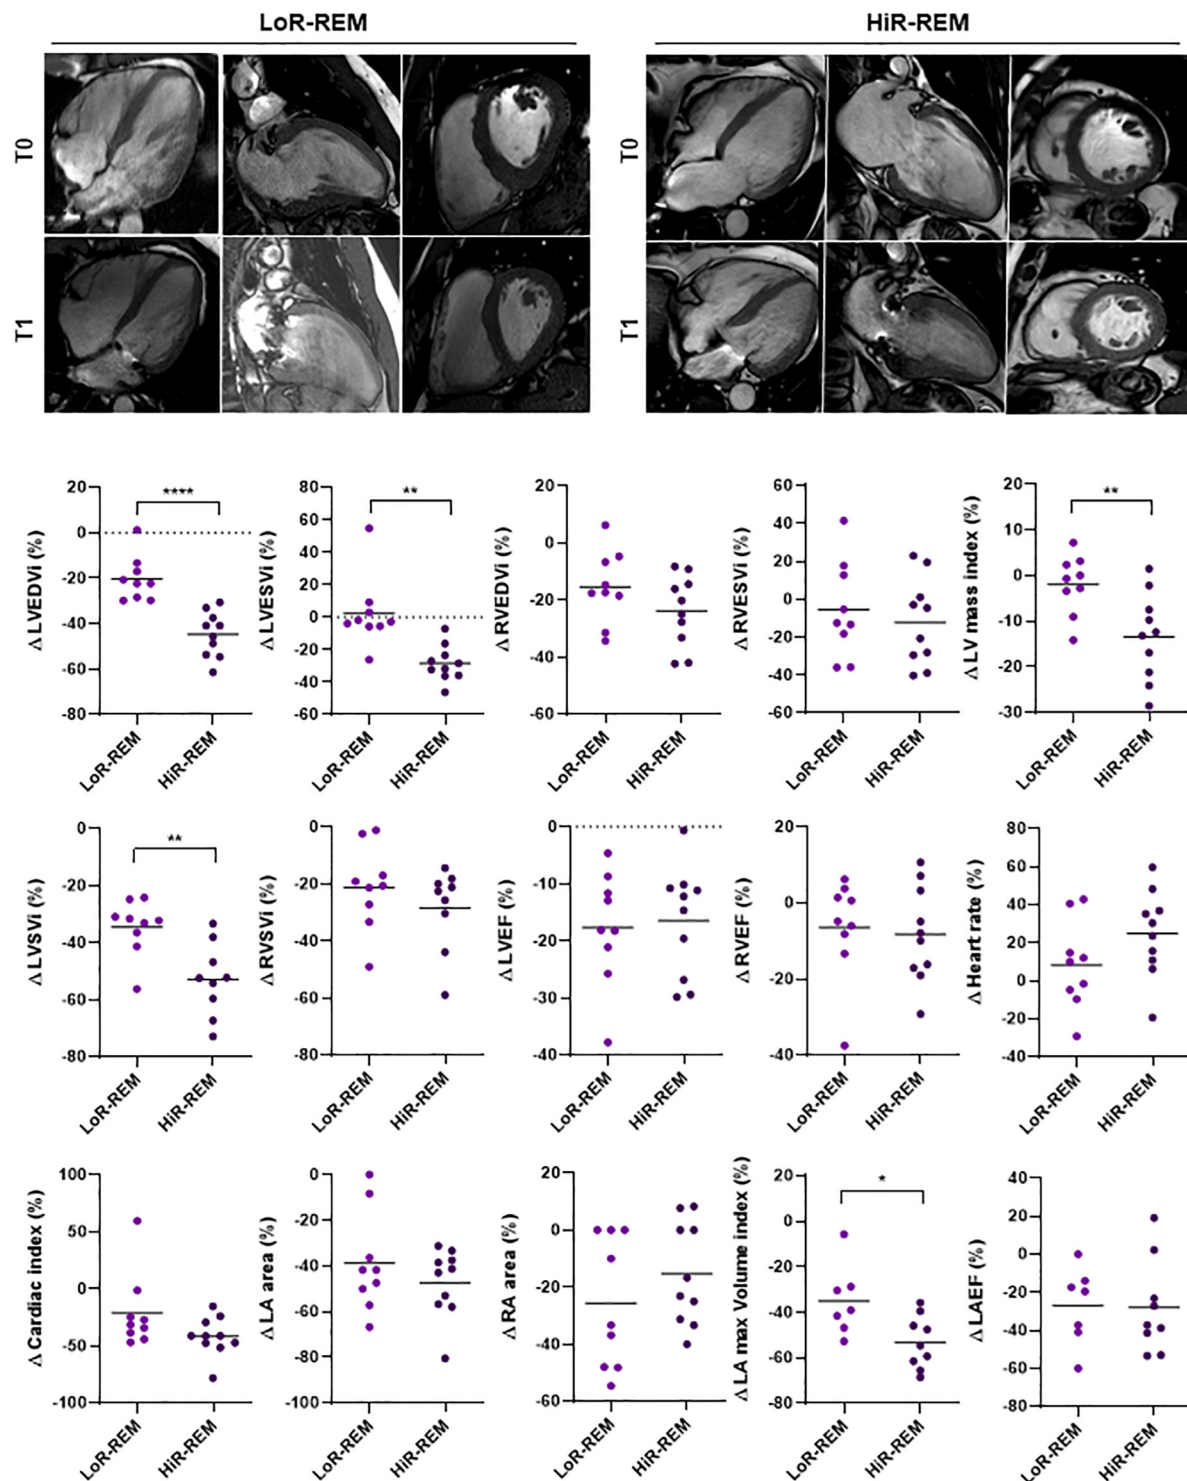 LoR-REM HiR-REM
T0 T0
T1 T1
ΔLVEDVi (%)
20
0
-20
-40
-60
-80
****
LoR-REM HiR-REM
ΔLVESVi (%)
80
60
40
20
0
-20
-40
-60
**
LoR-REM HiR-REM
ΔRVEDVi (%)
20
0
-20
-40
-60
LoR-REM HiR-REM
ΔRVESVi (%)
60
40
20
0
-20
-40
-60
LoR-REM HiR-REM
ΔLV mass index (%)
20
10
0
-10
-20
-30
**
LoR-REM HiR-REM
ΔLVSVi (%)
0
-20
-40
-60
-80
**
LoR-REM HiR-REM
ΔRVSVi (%)
0
-20
-40
-60
-80
LoR-REM HiR-REM
ΔLVEF (%)
0
-10
-20
-30
-40
LoR-REM HiR-REM
ΔRVEF (%)
20
0
-20
-40
LoR-REM HiR-REM
ΔHeart rate (%)
80
60
40
20
0
-20
-40
LoR-REM HiR-REM
ΔCardiac index (%)
100
50
0
-50
-100
LoR-REM HiR-REM
ΔLA area (%)
0
-20
-40
-60
-80
-100
LoR-REM HiR-REM
ΔRA area (%)
20
0
-20
-40
-60
LoR-REM HiR-REM
ΔLA max Volume index (%)
20
0
-20
-40
-60
-80
*
LoR-REM HiR-REM
ΔLAEF (%)
40
20
0
-20
-40
-60
-80
LoR-REM HiR-REM